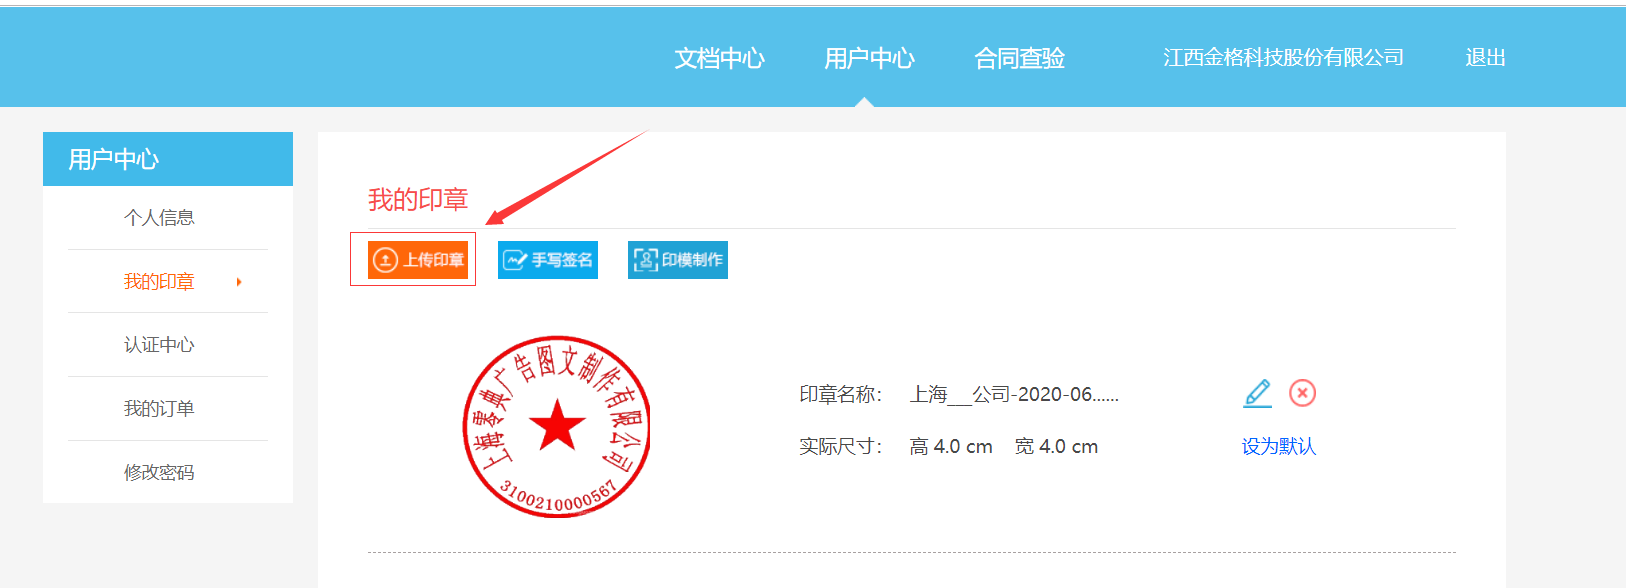 文档中心 用户中心 合同查验 江西金格科技股份有限公司 退出
用户中心
个人信息
我的印章
认证中心
我的订单
修改密码
我的印章
上传印章 手写签名 印模制作
上海雯典广告图文制作有限公司
3100210000567
印章名称： 上海___公司-2020-06......
实际尺寸： 高 4.0 cm 宽 4.0 cm
设为默认